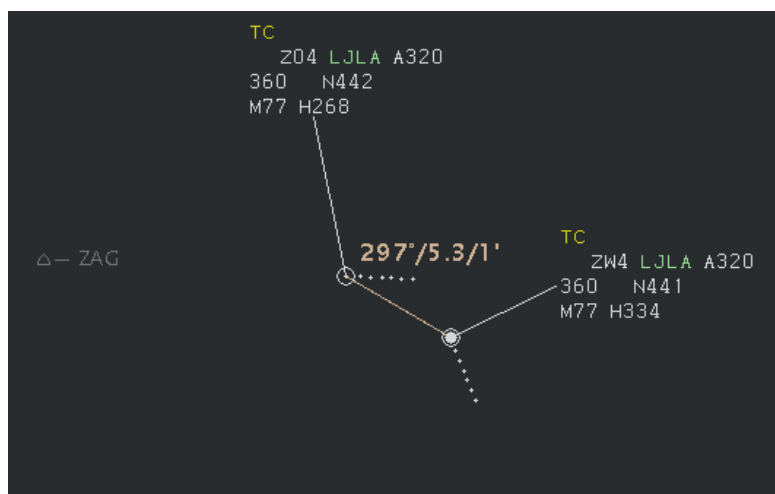 TC
Z04 LJLA A320
360 N442
M77 H268
297°/5.3/1'
ZAG
TC
ZW4 LJLA A320
360 N441
M77 H334